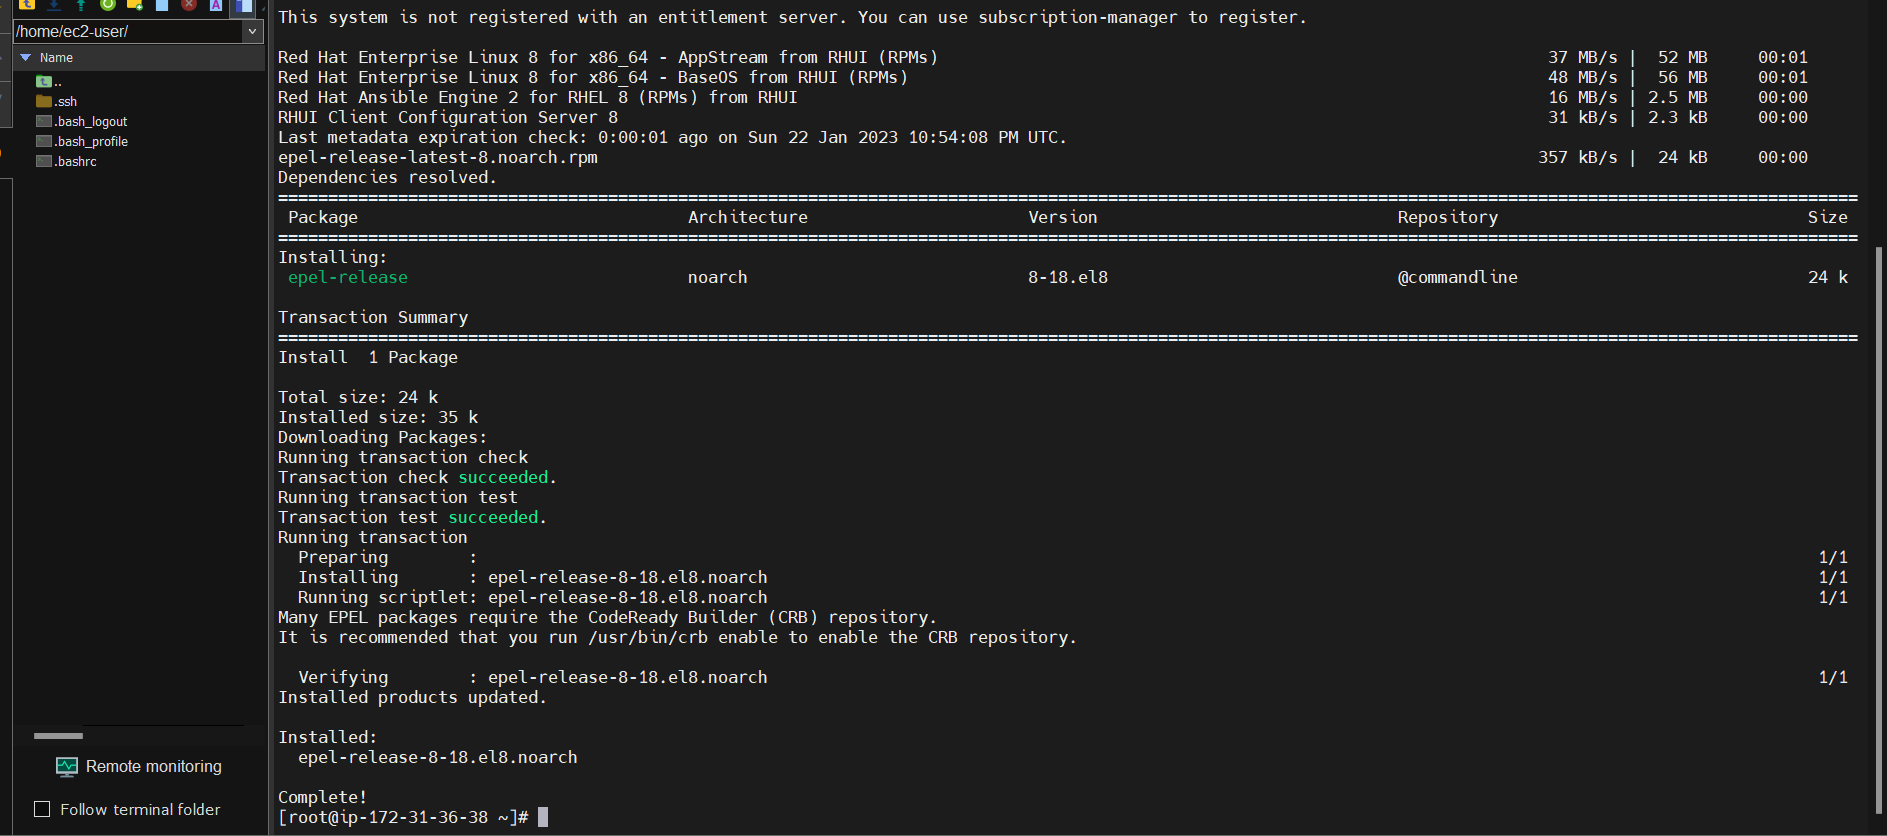 /home/ec2-user/
Name
..
.ssh
.bash_logout
.bash_profile
.bashrc
Remote monitoring
Follow terminal folder
This system is not registered with an entitlement server. You can use subscription-manager to register.
Red Hat Enterprise Linux 8 for x86_64 - AppStream from RHUI (RPMs) 37 MB/s | 52 MB 00:01
Red Hat Enterprise Linux 8 for x86_64 - BaseOS from RHUI (RPMs) 48 MB/s | 56 MB 00:01
Red Hat Ansible Engine 2 for RHEL 8 (RPMs) from RHUI 16 MB/s | 2.5 MB 00:00
RHUI Client Configuration Server 8 31 kB/s | 2.3 kB 00:00
Last metadata expiration check: 0:00:01 ago on Sun 22 Jan 2023 10:54:08 PM UTC.
epel-release-latest-8.noarch.rpm 357 kB/s | 24 kB 00:00
Dependencies resolved.
Package Architecture Version Repository Size
Installing:
epel-release noarch 8-18.el8 @commandline 24 k
Transaction Summary
Install 1 Package
Total size: 24 k
Installed size: 35 k
Downloading Packages:
Running transaction check
Transaction check succeeded.
Running transaction test
Transaction test succeeded.
Running transaction
Preparing : 1/1
Installing : epel-release-8-18.el8.noarch 1/1
Running scriptlet: epel-release-8-18.el8.noarch 1/1
Many EPEL packages require the CodeReady Builder (CRB) repository.
It is recommended that you run /usr/bin/crb enable to enable the CRB repository.
Verifying : epel-release-8-18.el8.noarch 1/1
Installed products updated.
Installed:
epel-release-8-18.el8.noarch
Complete!
[root@ip-172-31-36-38 ~]#